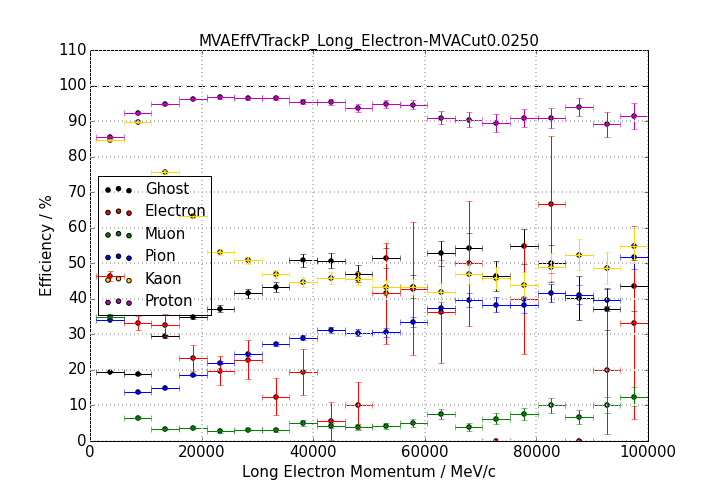 MVAEffVTrackP_Long_Electron-MVACut0.0250
110
100
90
80
70
60
50
40
30
20
10
0
Efficiency / %
Ghost
Electron
Muon
Pion
Kaon
Proton
0 20000 40000 60000 80000 100000
Long Electron Momentum / MeV/c